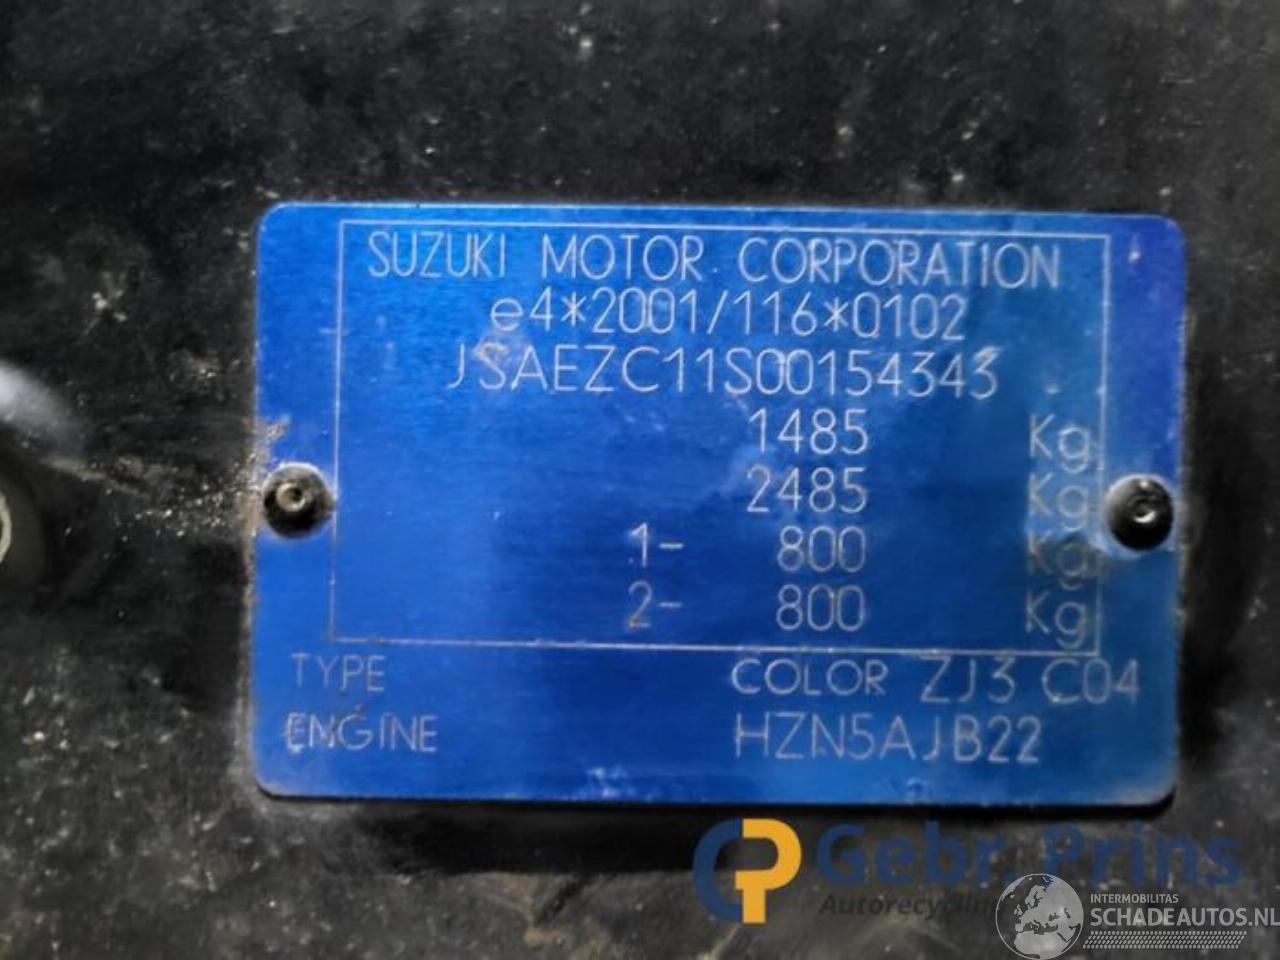 SUZUKI MOTOR CORPORATION
e4*2001/116*0102
JSAEZC11S00154343
1485 Kg
2485 Kg
1- 800 Kg
2- 800 Kg
TYPE COLOR ZJ3 C04
ENGINE HZN5AJB22
Gebr. Prins
Autorecycling
INTERMOBILITAS
SCHADEAUTOS.NL